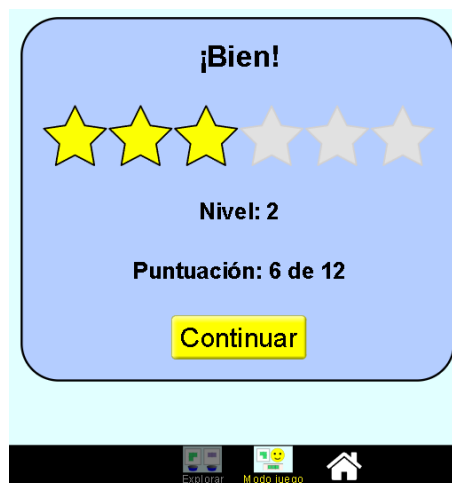 ¡Bien!
Nivel: 2
Puntuación: 6 de 12
Continuar
Explorar
Modo juego